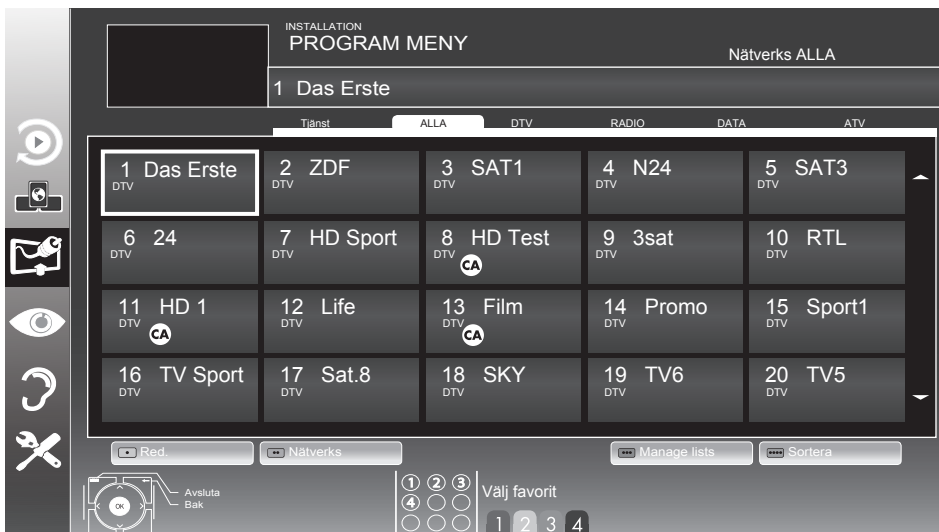 INSTALLATION
PROGRAM MENY
Nätverks ALLA
1 Das Erste
Tjänst ALLA DTV RADIO DATA ATV
1 Das Erste 2 ZDF 3 SAT1 4 N24 5 SAT3
DTV DTV DTV DTV DTV
6 24 7 HD Sport 8 HD Test 9 3sat 10 RTL
DTV DTV DTV DTV DTV
CA
11 HD 1 12 Life 13 Film 14 Promo 15 Sport1
DTV DTV DTV DTV DTV
CA CA
16 TV Sport 17 Sat.8 18 SKY 19 TV6 20 TV5
DTV DTV DTV DTV DTV
Red. Nätverks Manage lists Sortera
1 2 3
4
Välj favorit
Avsluta
OK Bak
1 2 3 4